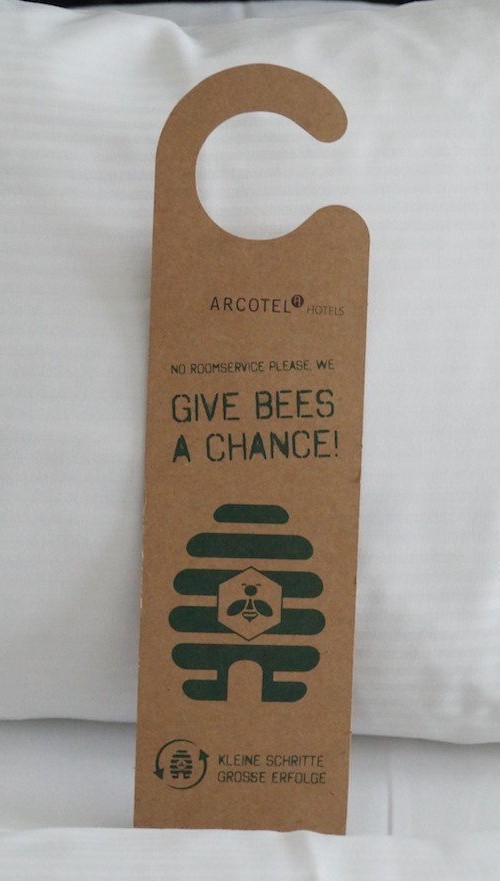 ARCOTEL HOTELS
NO ROOMSERVICE PLEASE, WE
GIVE BEES
A CHANCE!
KLEINE SCHRITTE
GROSSE ERFOLGE